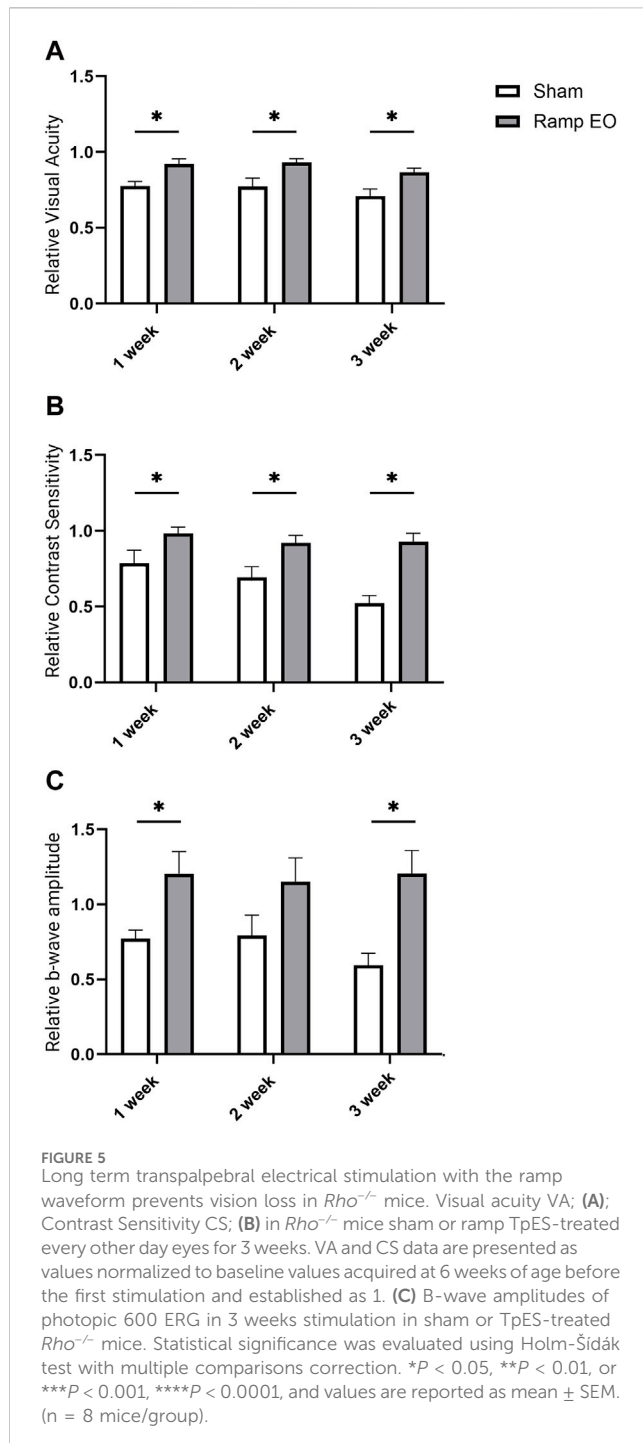 A
Sham
Ramp EO
* * *
1.5
1.0
0.5
0.0
Relative Visual Acuity
1 week
2 week
3 week
B
* * *
1.5
1.0
0.5
0.0
Relative Contrast Sensitivity
1 week
2 week
3 week
C
* *
1.5
1.0
0.5
0.0
Relative b-wave amplitude
1 week
2 week
3 week
FIGURE 5
Long term transpalpebral electrical stimulation with the ramp
waveform prevents vision loss in Rho⁻/⁻ mice. Visual acuity VA; (A);
Contrast Sensitivity CS; (B) in Rho⁻/⁻ mice sham or ramp TpES-treated
every other day eyes for 3 weeks. VA and CS data are presented as
values normalized to baseline values acquired at 6 weeks of age before
the first stimulation and established as 1. (C) B-wave amplitudes of
photopic 600 ERG in 3 weeks stimulation in sham or TpES-treated
Rho⁻/⁻ mice. Statistical significance was evaluated using Holm-Šídák
test with multiple comparisons correction. *P < 0.05, **P < 0.01, or
***P < 0.001, ****P < 0.0001, and values are reported as mean ± SEM.
(n = 8 mice/group).